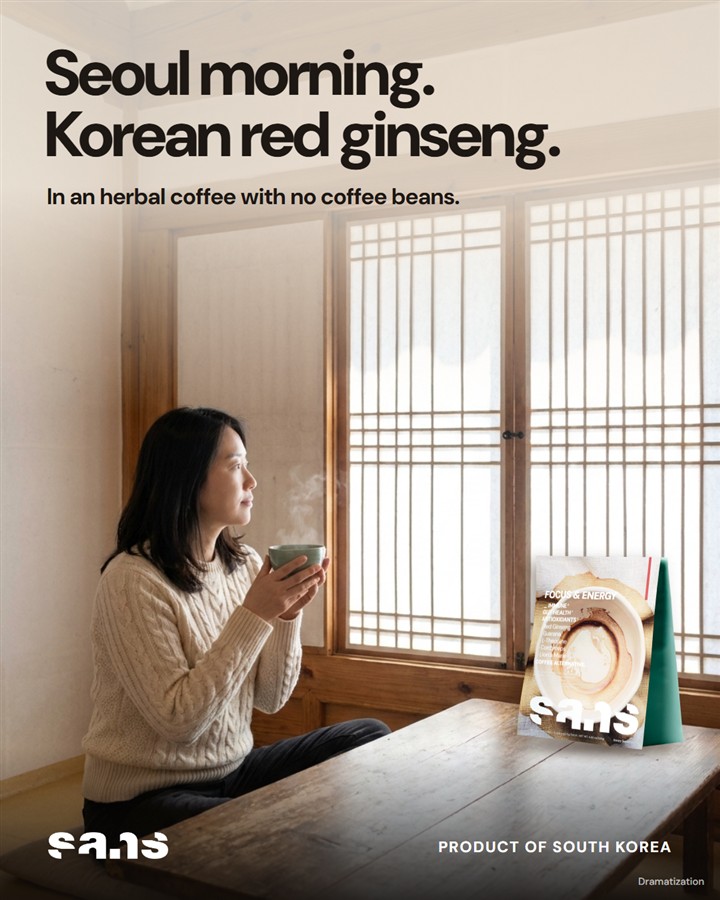 Seoul morning.
Korean red ginseng.
In an herbal coffee with no coffee beans.
FOCUS & ENERGY
sans
sans
PRODUCT OF SOUTH KOREA
Dramatization